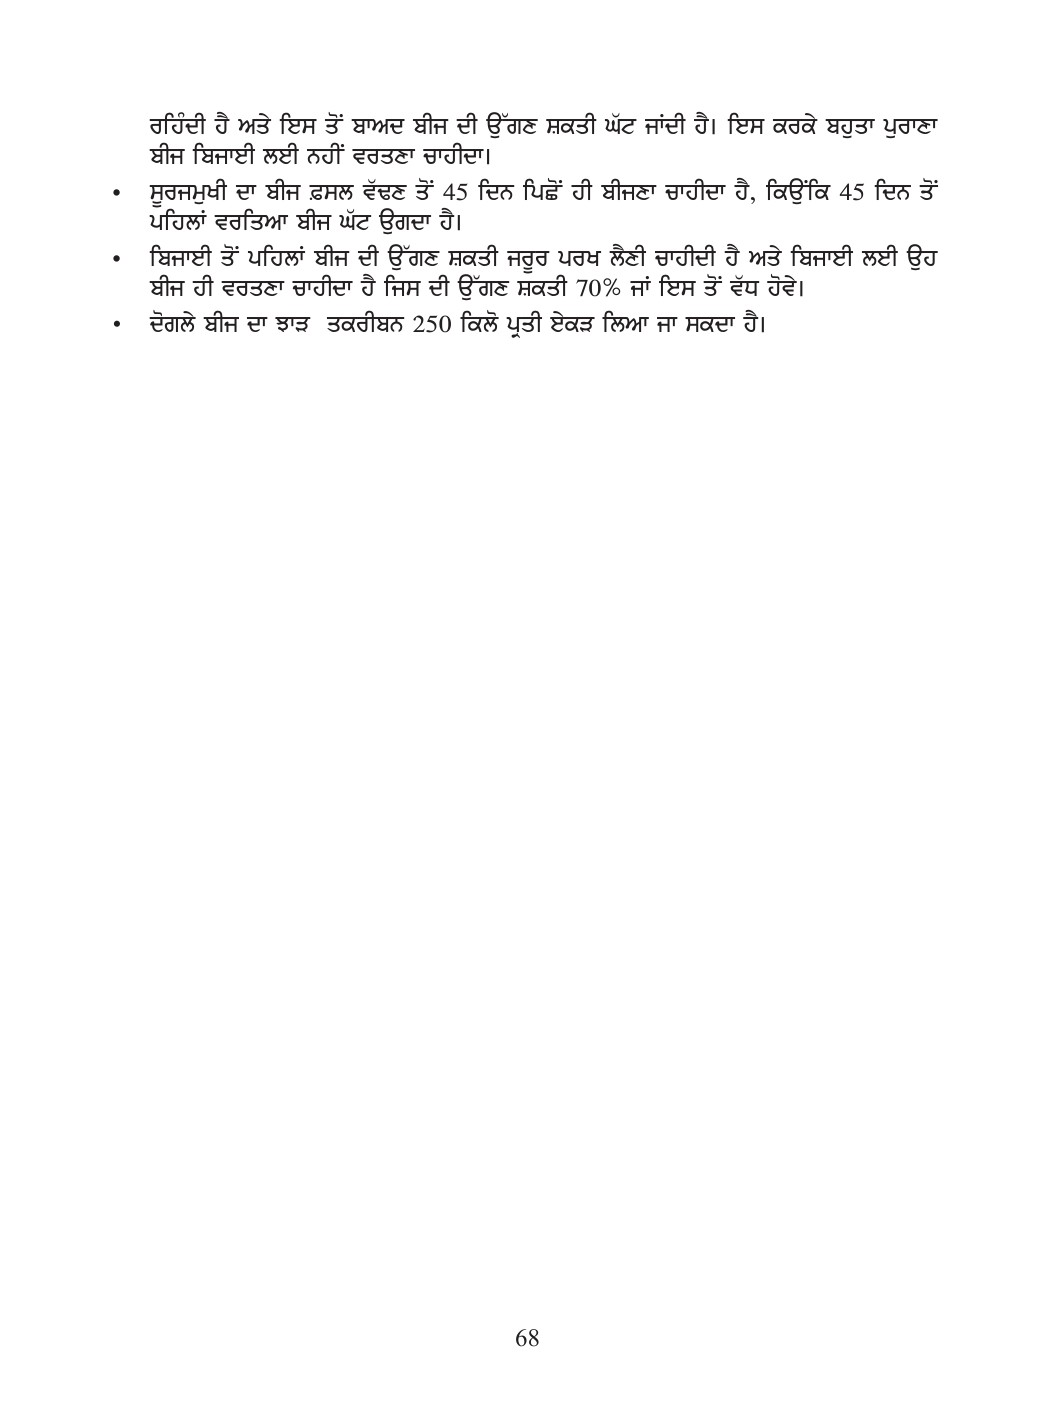 ਰਹਿੰਦੀ ਹੈ ਅਤੇ ਇਸ ਤੋਂ ਬਾਅਦ ਬੀਜ ਦੀ ਉੱਗਣ ਸ਼ਕਤੀ ਘੱਟ ਜਾਂਦੀ ਹੈ। ਇਸ ਕਰਕੇ ਬਹੁਤਾ ਪੁਰਾਣਾ
ਬੀਜ ਬਿਜਾਈ ਲਈ ਨਹੀਂ ਵਰਤਣਾ ਚਾਹੀਦਾ।
• ਸੂਰਜਮੁਖੀ ਦਾ ਬੀਜ ਫ਼ਸਲ ਵੱਢਣ ਤੋਂ 45 ਦਿਨ ਪਿਛੋਂ ਹੀ ਬੀਜਣਾ ਚਾਹੀਦਾ ਹੈ, ਕਿਉਂਕਿ 45 ਦਿਨ ਤੋਂ
ਪਹਿਲਾਂ ਵਰਤਿਆ ਬੀਜ ਘੱਟ ਉਗਦਾ ਹੈ।
• ਬਿਜਾਈ ਤੋਂ ਪਹਿਲਾਂ ਬੀਜ ਦੀ ਉੱਗਣ ਸ਼ਕਤੀ ਜਰੂਰ ਪਰਖ ਲੈਣੀ ਚਾਹੀਦੀ ਹੈ ਅਤੇ ਬਿਜਾਈ ਲਈ ਉਹ
ਬੀਜ ਹੀ ਵਰਤਣਾ ਚਾਹੀਦਾ ਹੈ ਜਿਸ ਦੀ ਉੱਗਣ ਸ਼ਕਤੀ 70% ਜਾਂ ਇਸ ਤੋਂ ਵੱਧ ਹੋਵੇ।
• ਦੋਗਲੇ ਬੀਜ ਦਾ ਝਾੜ ਤਕਰੀਬਨ 250 ਕਿਲੋ ਪ੍ਰਤੀ ਏਕੜ ਲਿਆ ਜਾ ਸਕਦਾ ਹੈ।
68